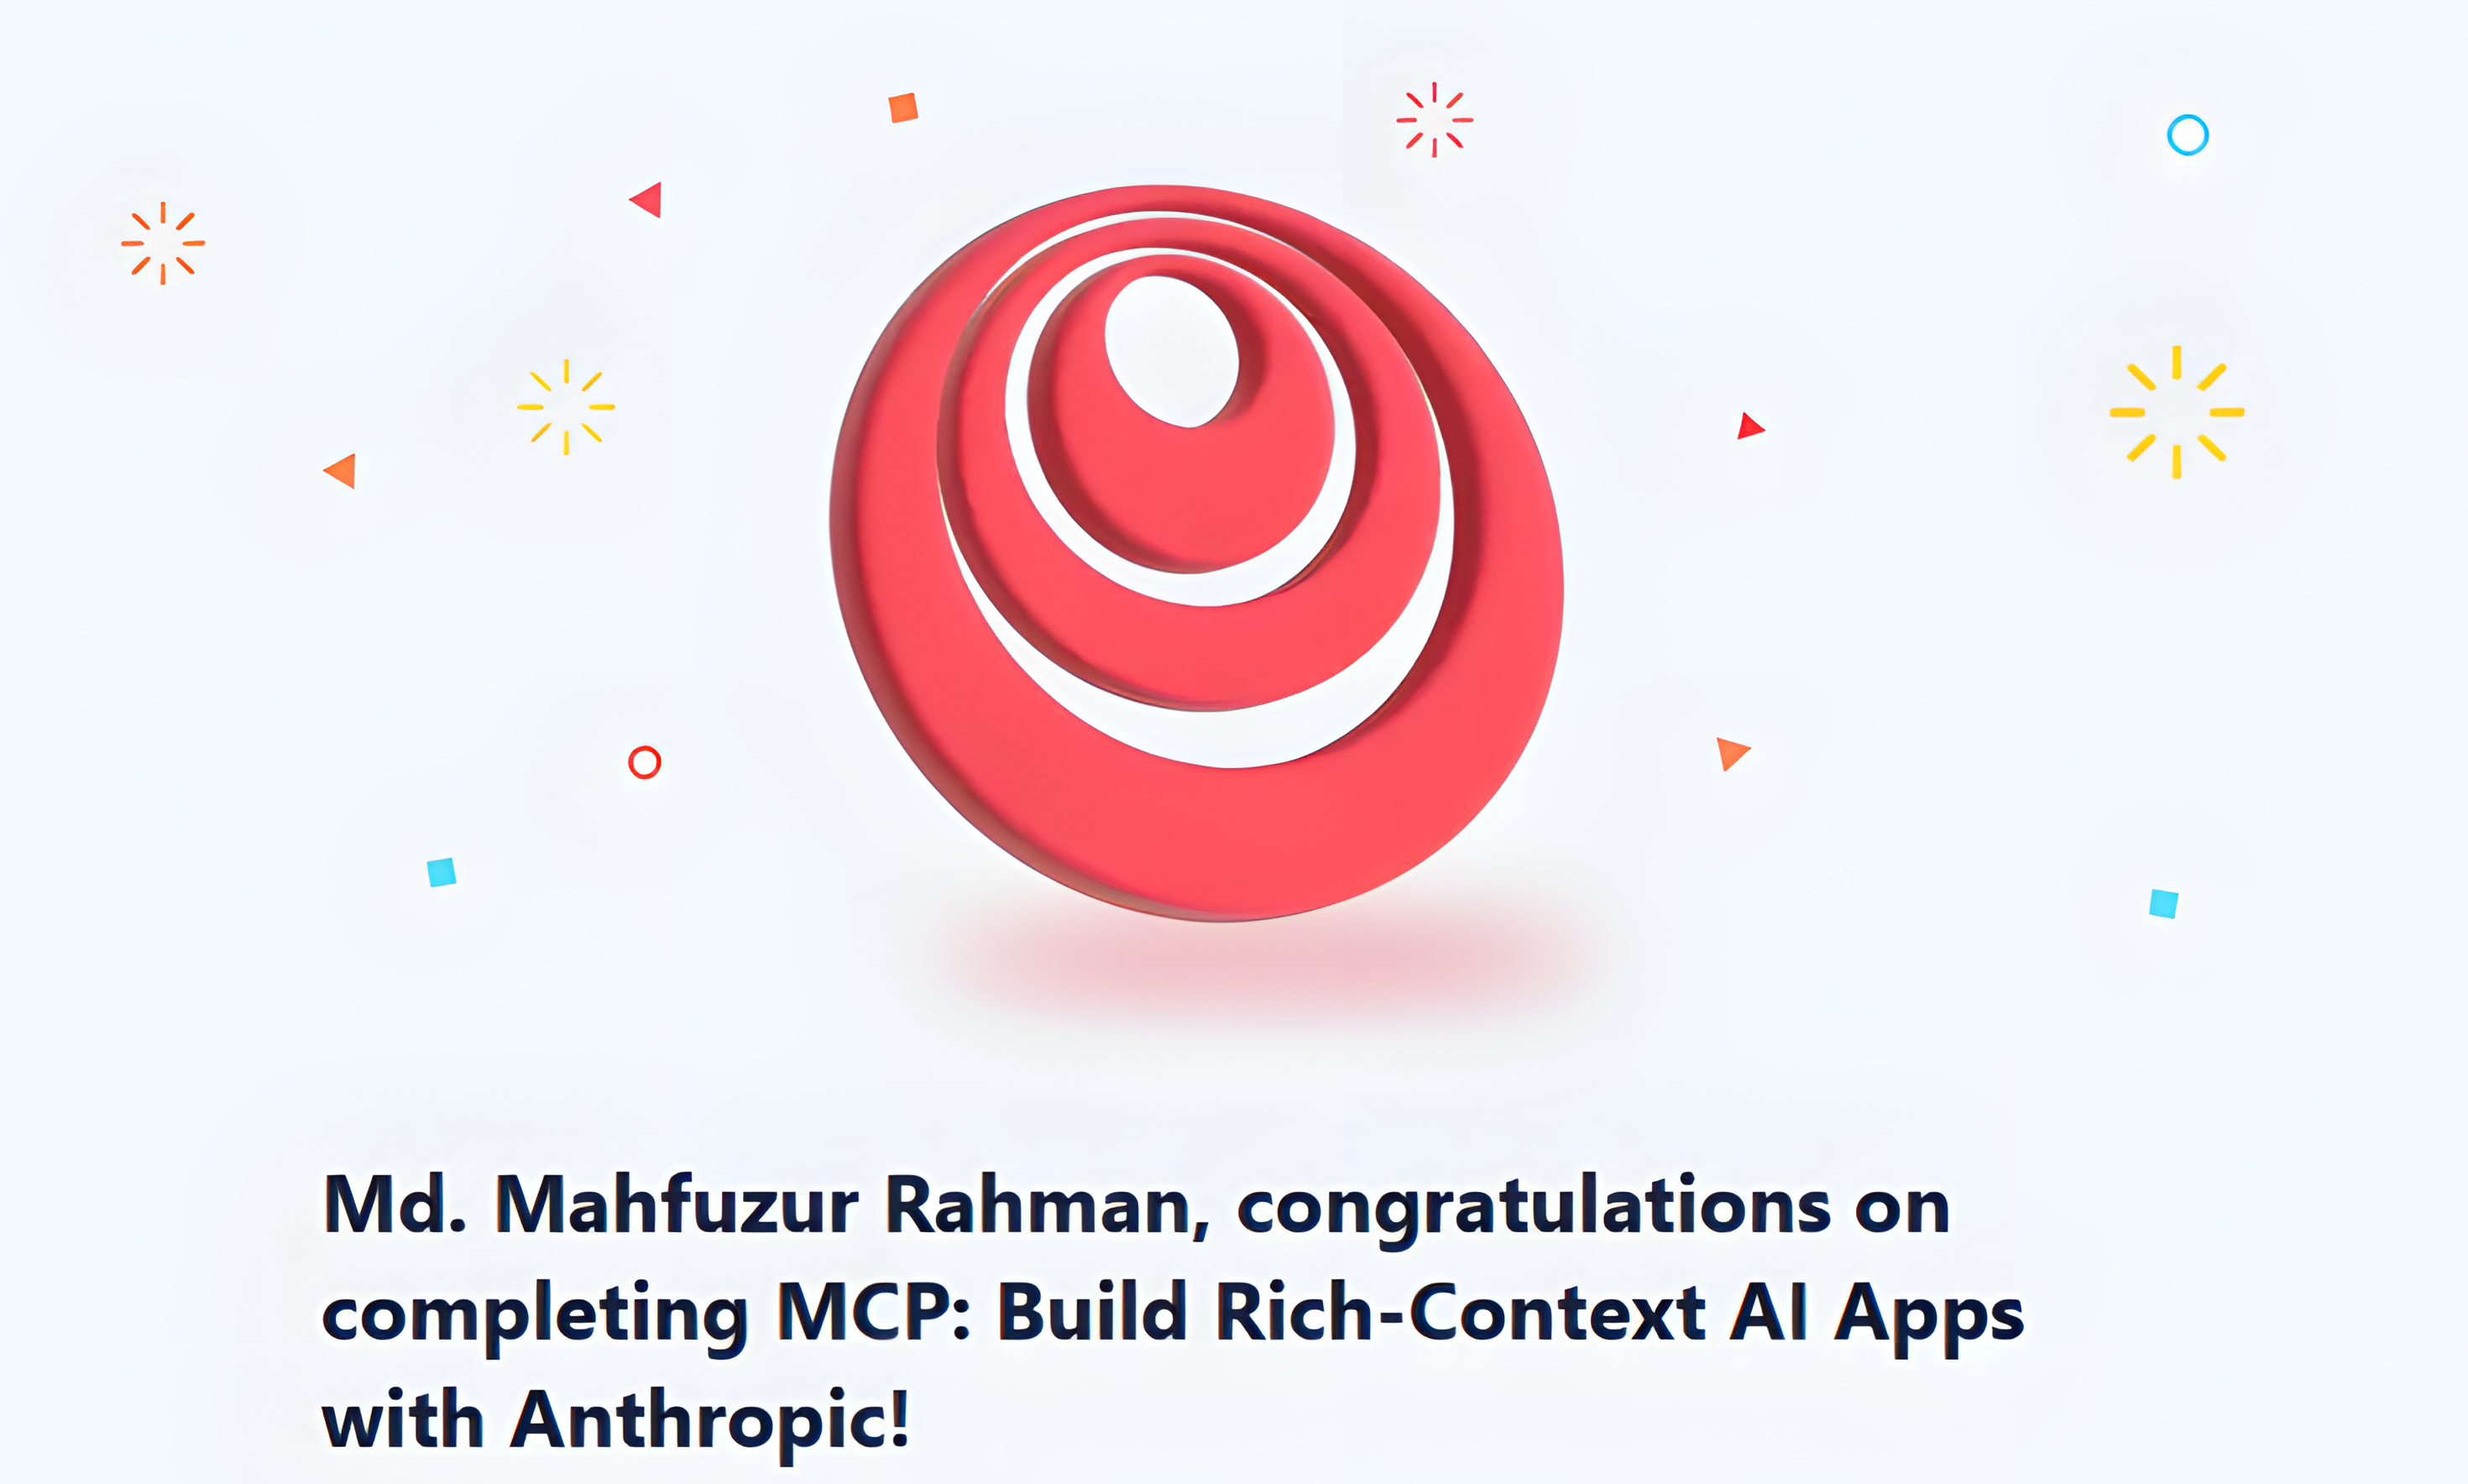 Md. Mahfuzur Rahman, congratulations on
completing MCP: Build Rich-Context AI Apps
with Anthropic!